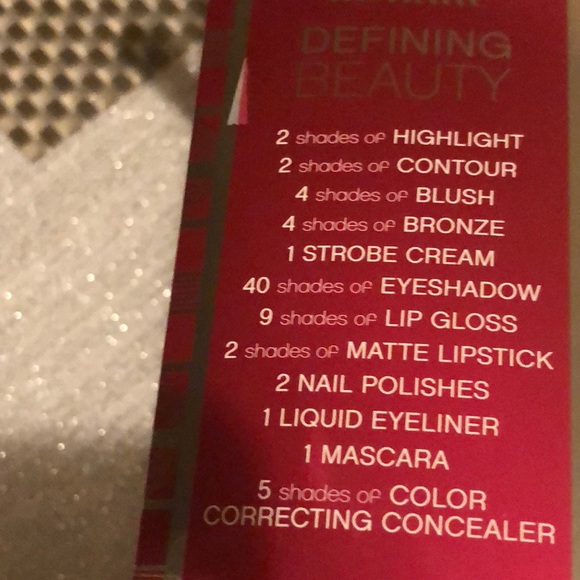 DEFINING
BEAUTY
2 shades of HIGHLIGHT
2 shades of CONTOUR
4 shades of BLUSH
4 shades of BRONZE
1 STROBE CREAM
40 shades of EYESHADOW
9 shades of LIP GLOSS
2 shades of MATTE LIPSTICK
2 NAIL POLISHES
1 LIQUID EYELINER
1 MASCARA
5 shades of COLOR
CORRECTING CONCEALER